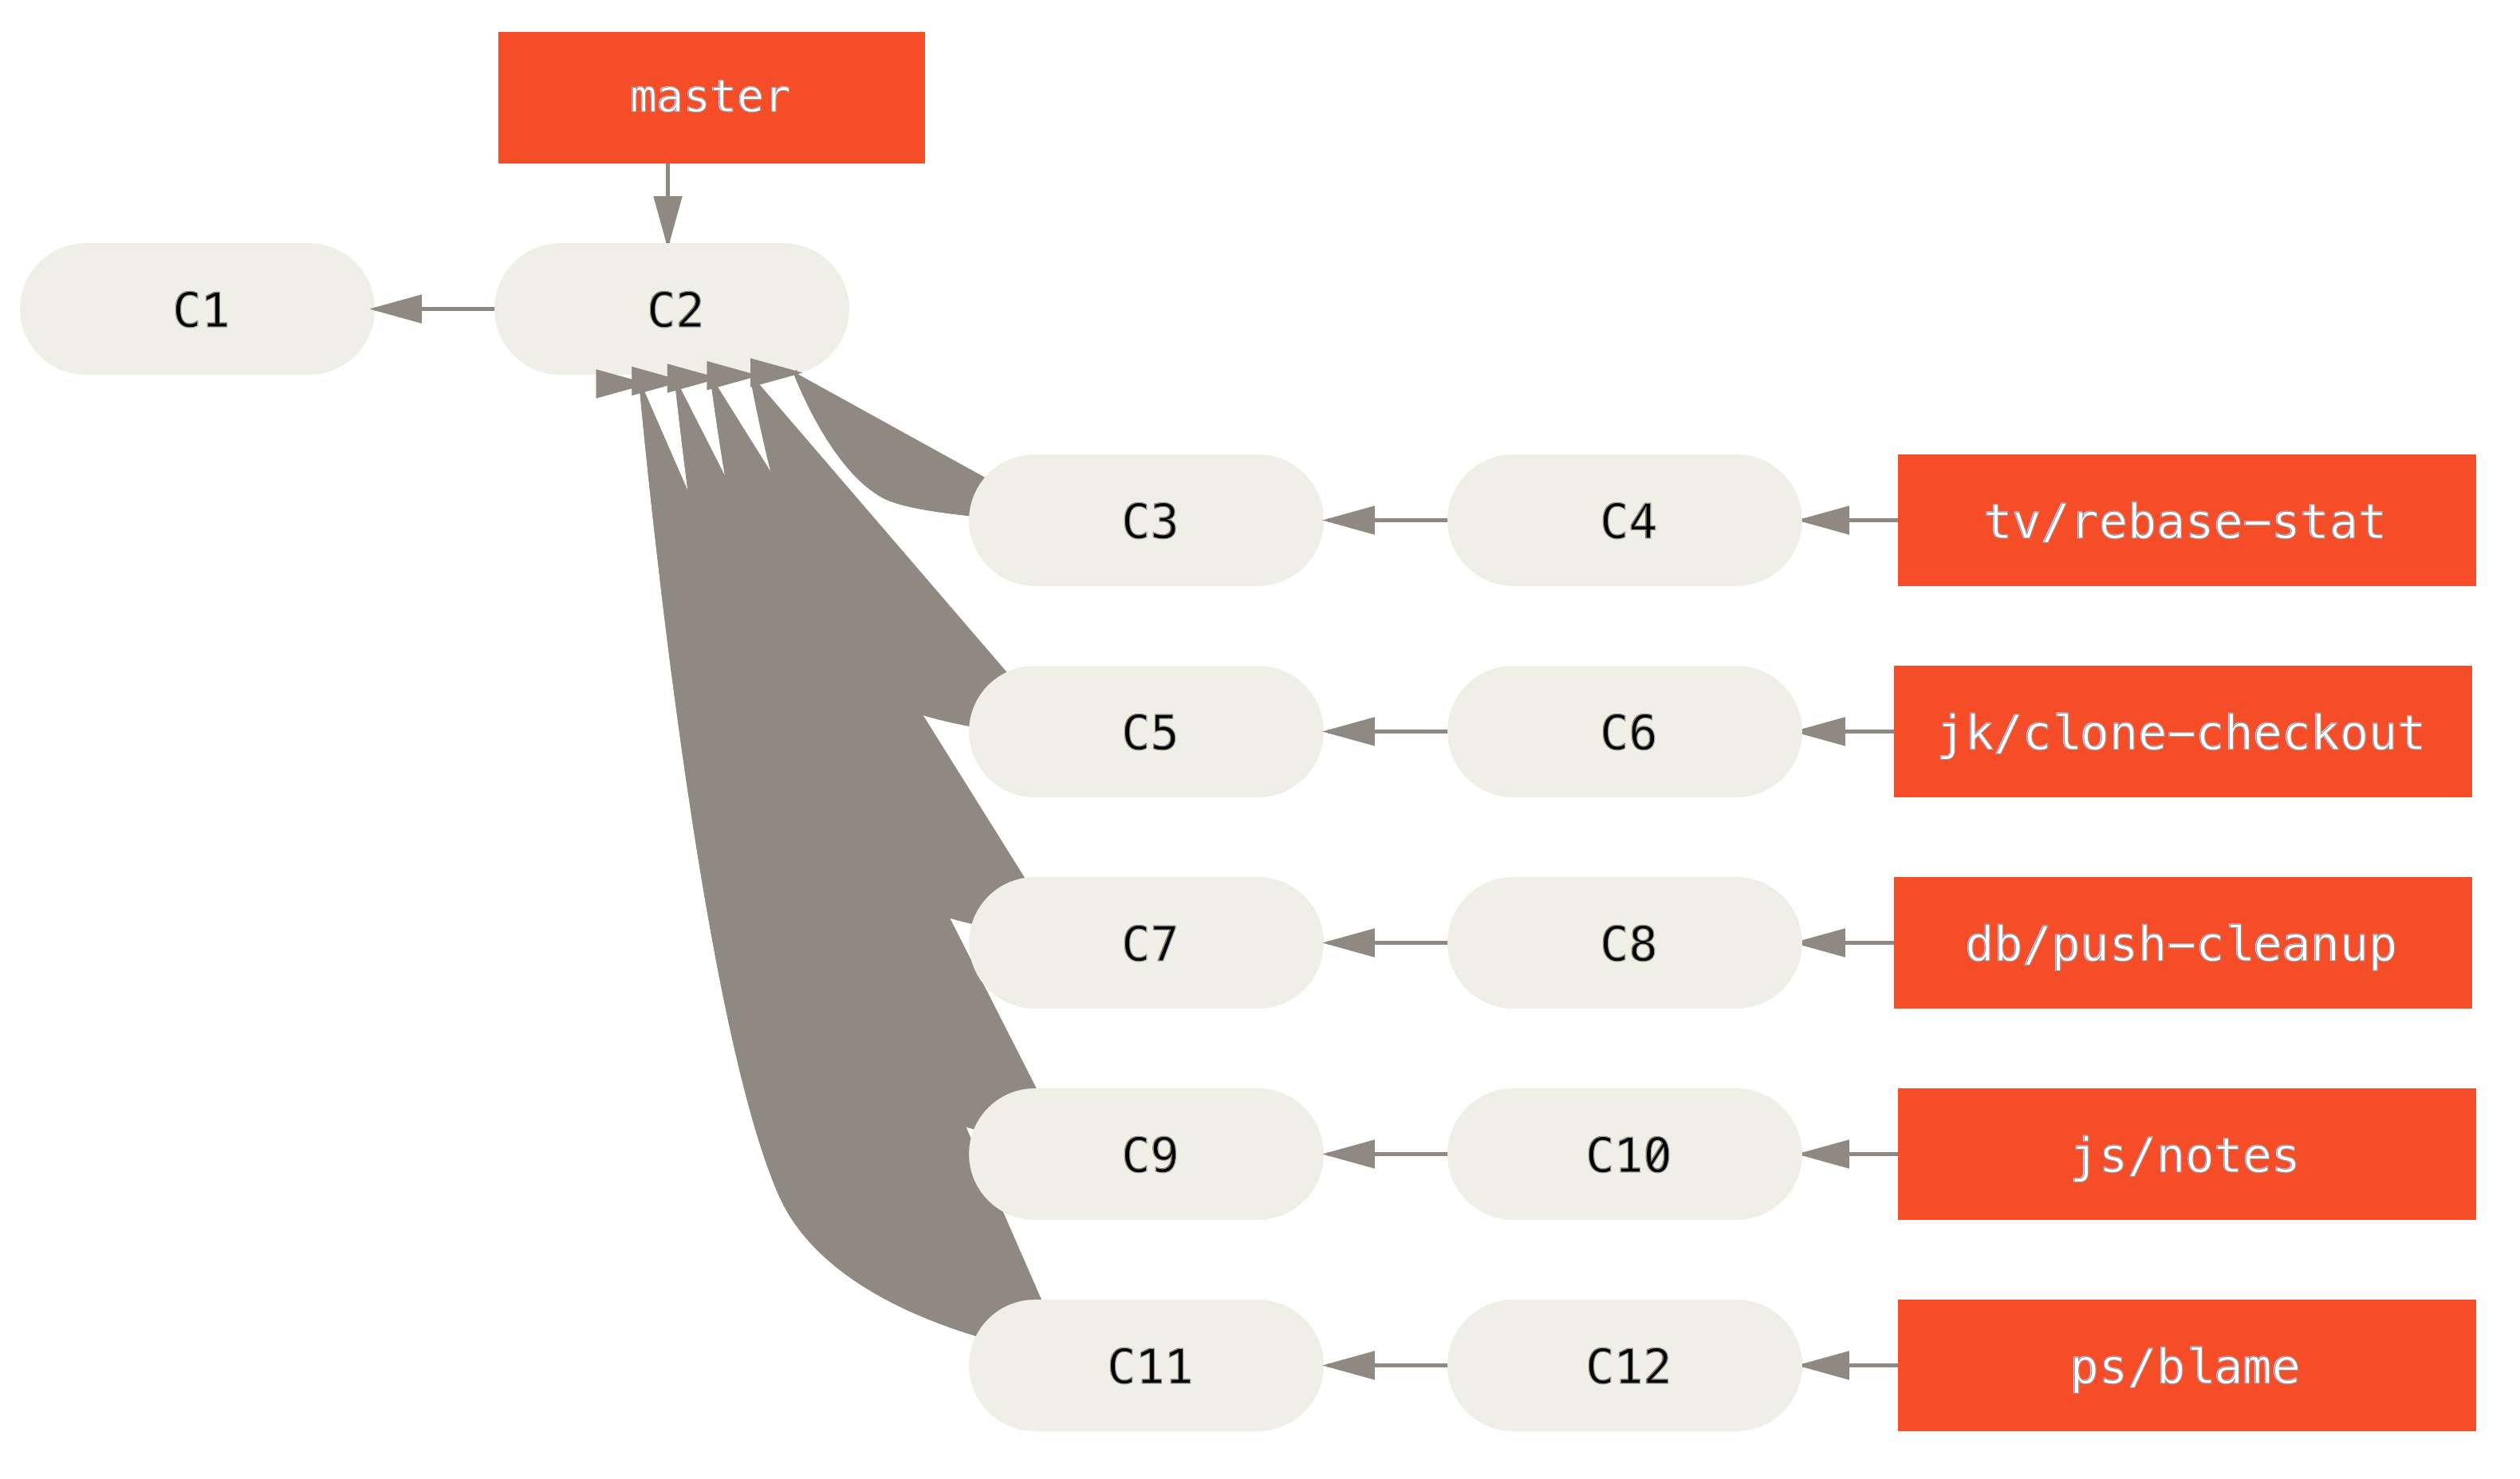 master
C1
C2
C3
C4
tv/rebase-stat
C5
C6
jk/clone-checkout
C7
C8
db/push-cleanup
C9
C10
js/notes
C11
C12
ps/blame